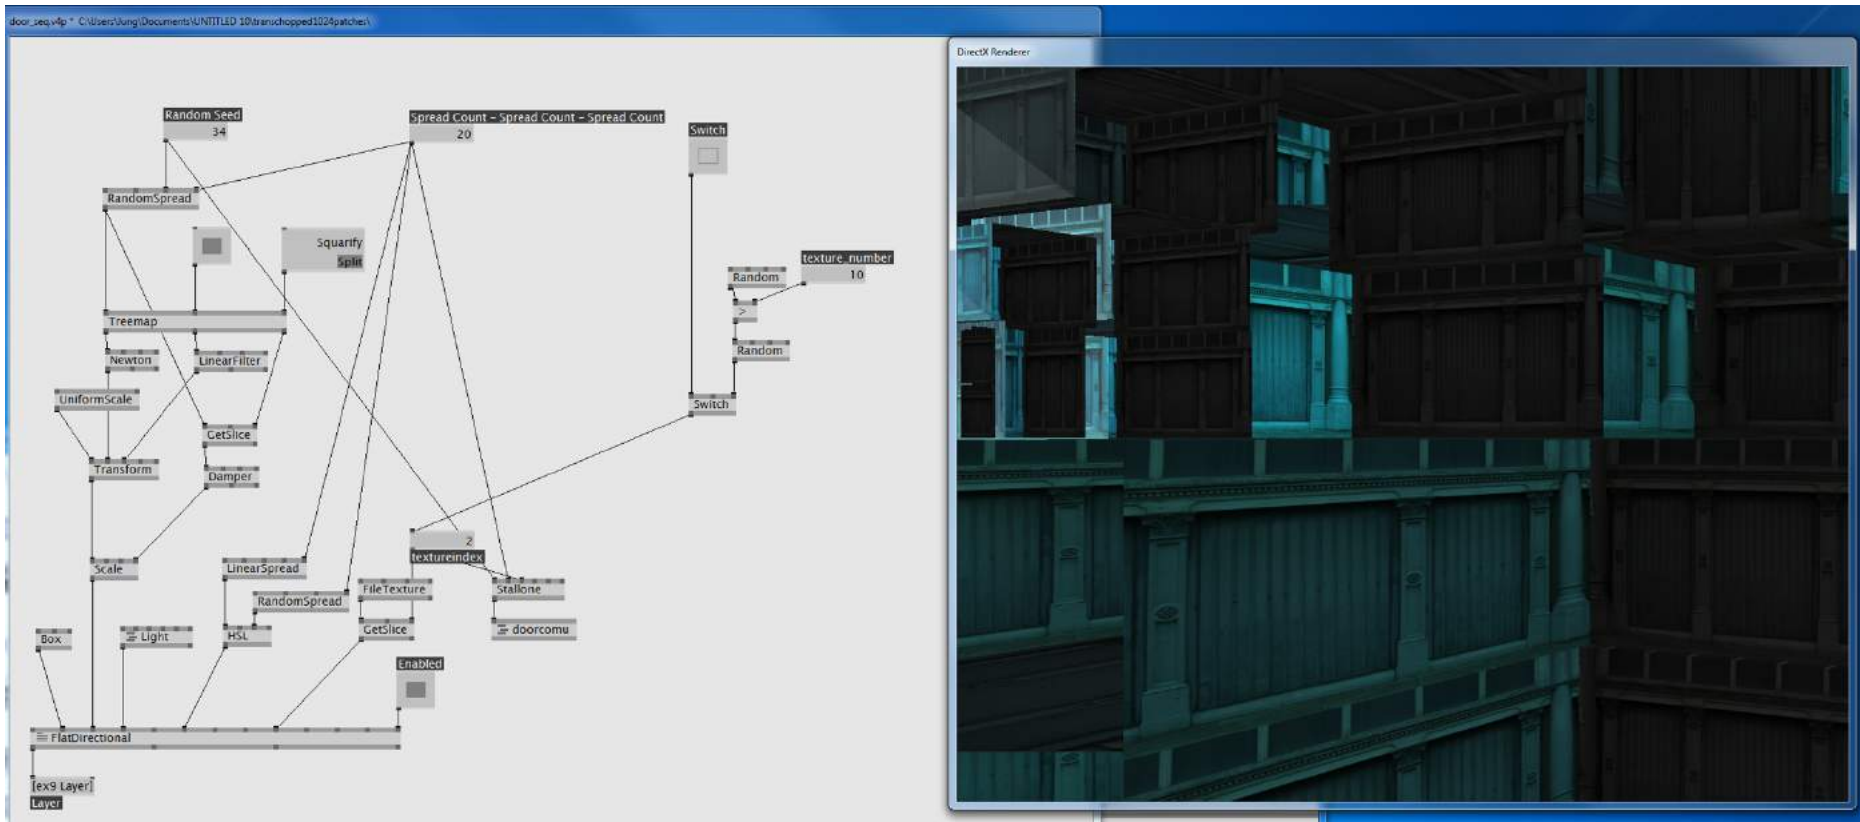 door_seq.v4p * C:\Users\Jung\Documents\UNTITLED 10\transchopped1024patches\
DirectX Renderer
Random Seed
34
Spread Count - Spread Count - Spread Count
20
Switch
RandomSpread
Squarify
Split
texture_number
10
Random
>
Treemap
Newton
LinearFilter
Random
UniformScale
Switch
GetSlice
Transform
Damper
2
textureindex
Scale
LinearSpread
FileTexture
Stallone
RandomSpread
Box
Light
HSL
GetSlice
doorcomu
Enabled
FlatDirectional
[ex9 Layer]
Layer